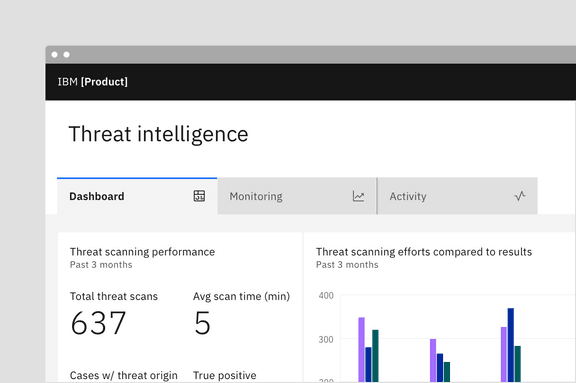 IBM [Product]
Threat intelligence
Dashboard
Monitoring
Activity
Threat scanning performance
Past 3 months
Total threat scans
Avg scan time (min)
637
5
Cases w/ threat origin
True positive
Threat scanning efforts compared to results
Past 3 months
400
300
200